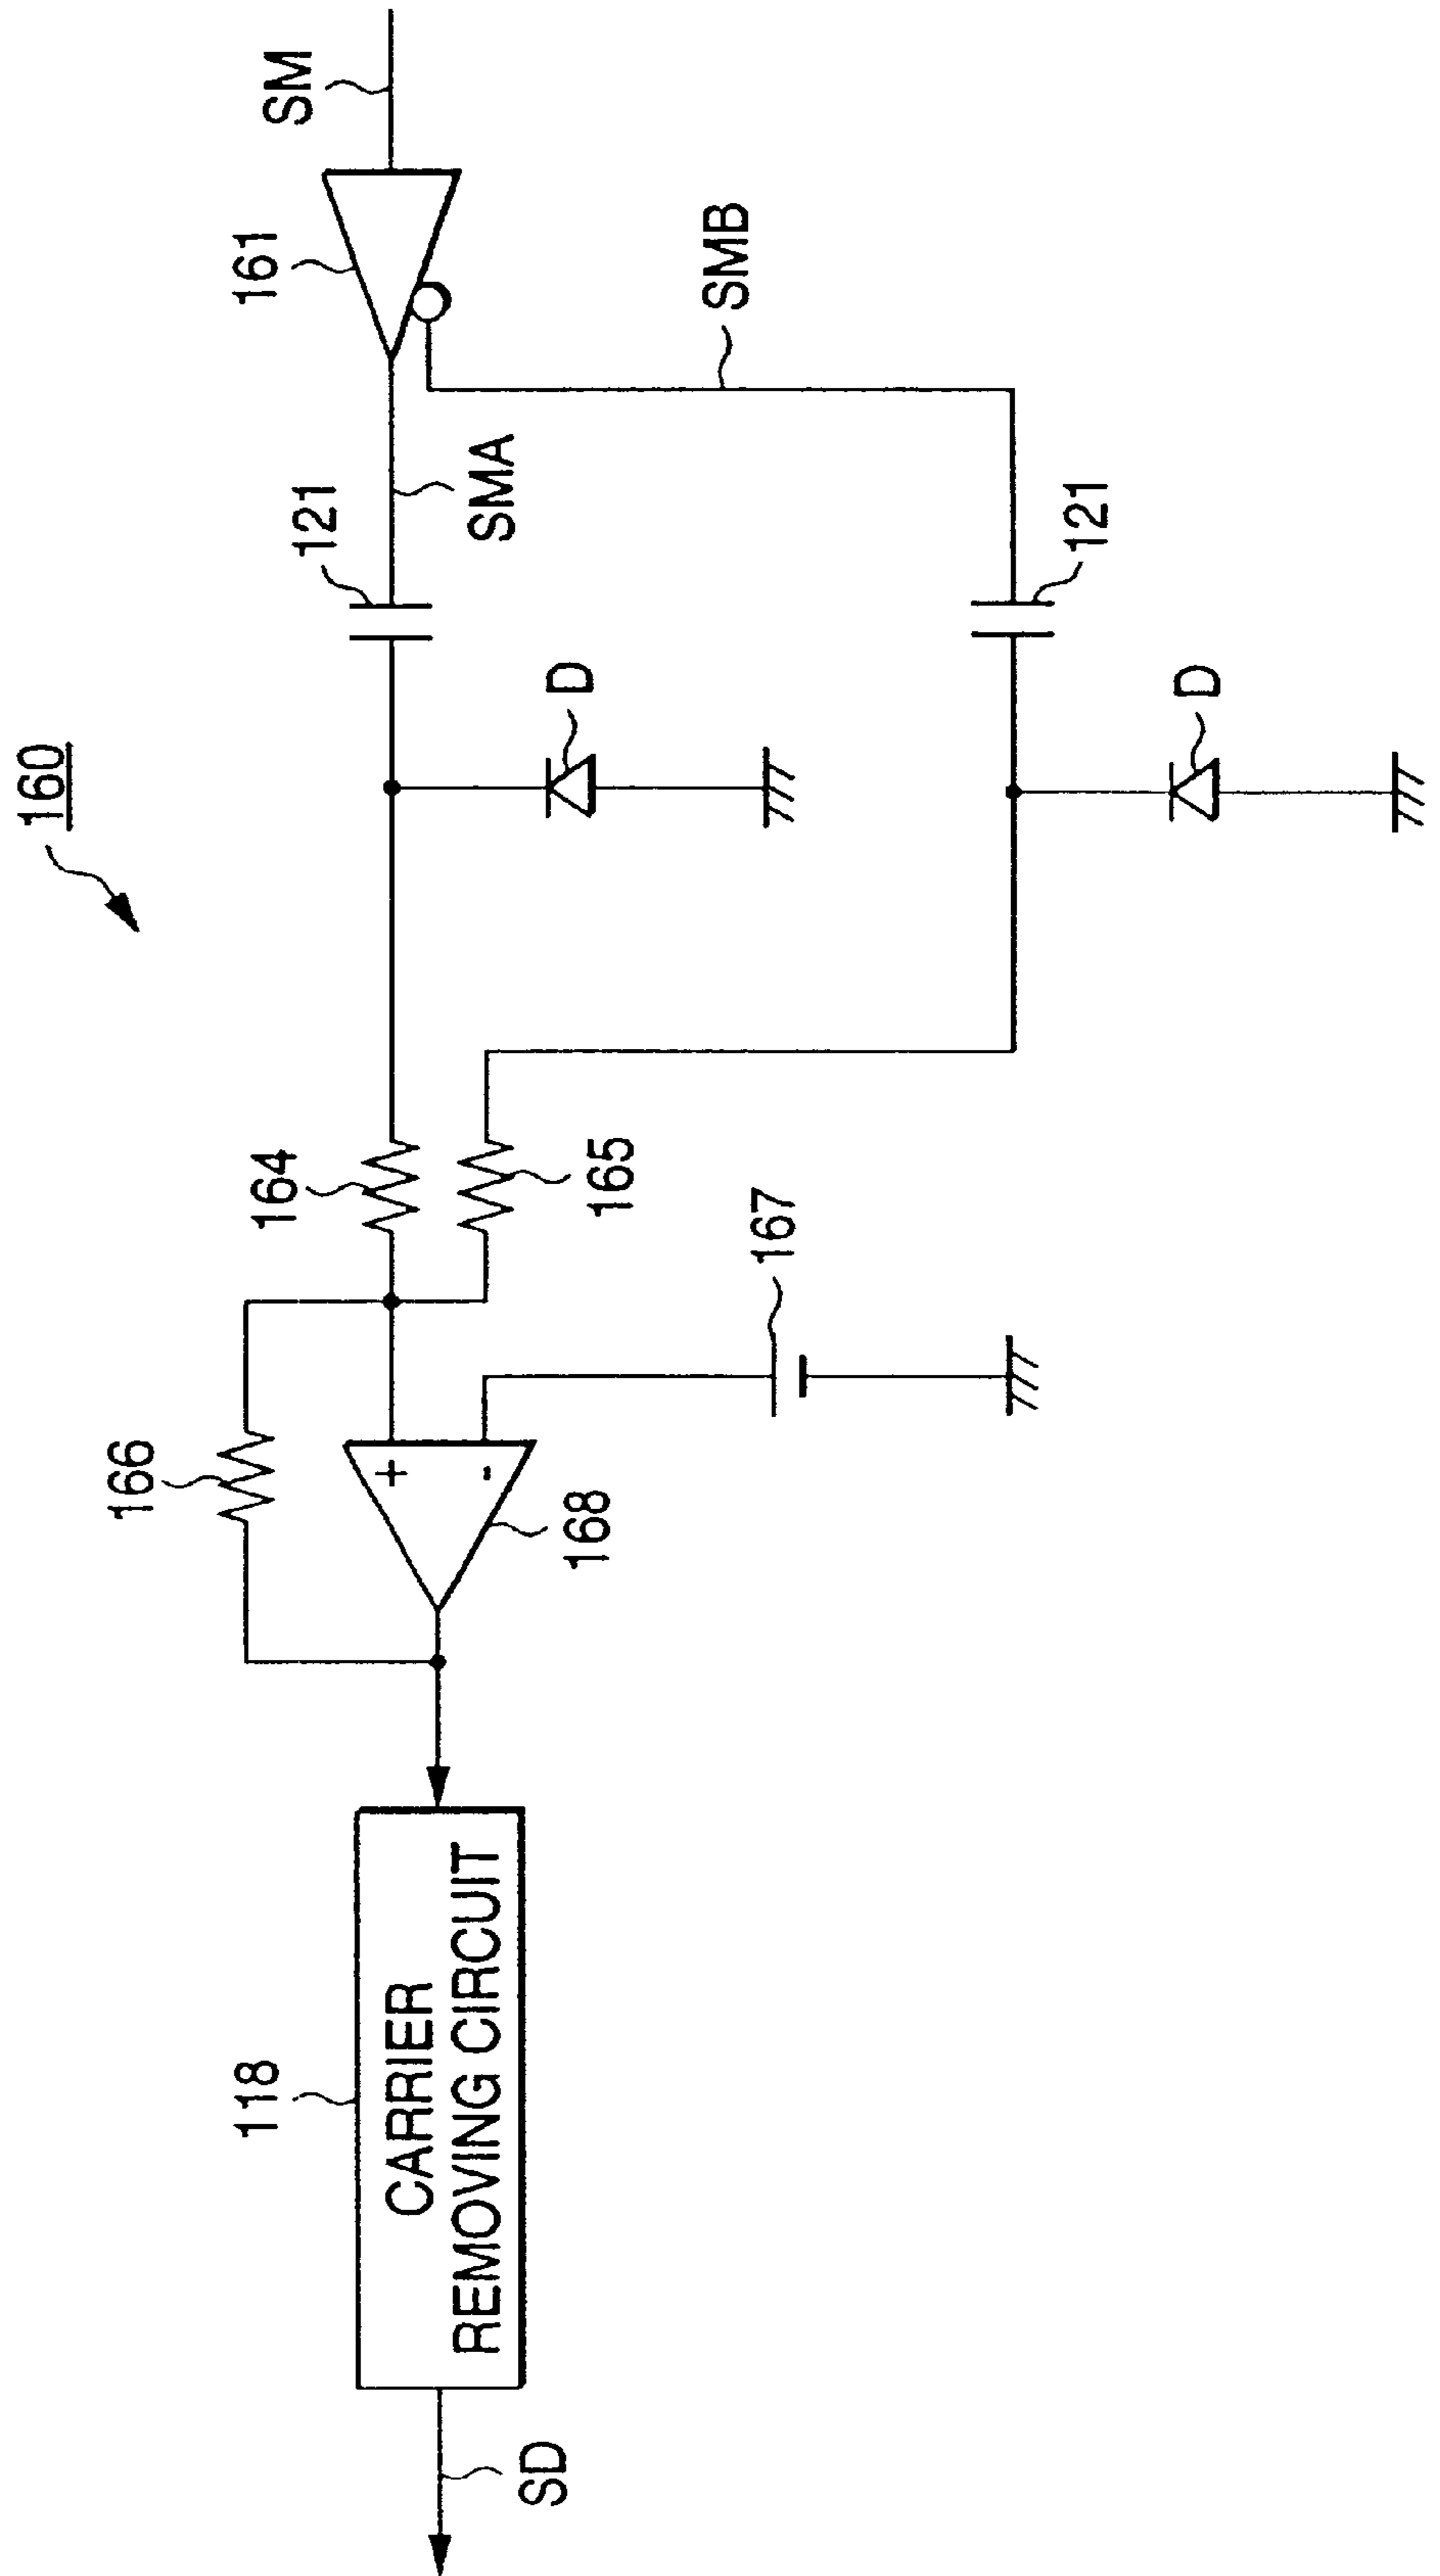 160
SM
161
SMB
121
SMA
121
D
D
164
165
167
166
+
-
168
118
CARRIER
REMOVING CIRCUIT
SD